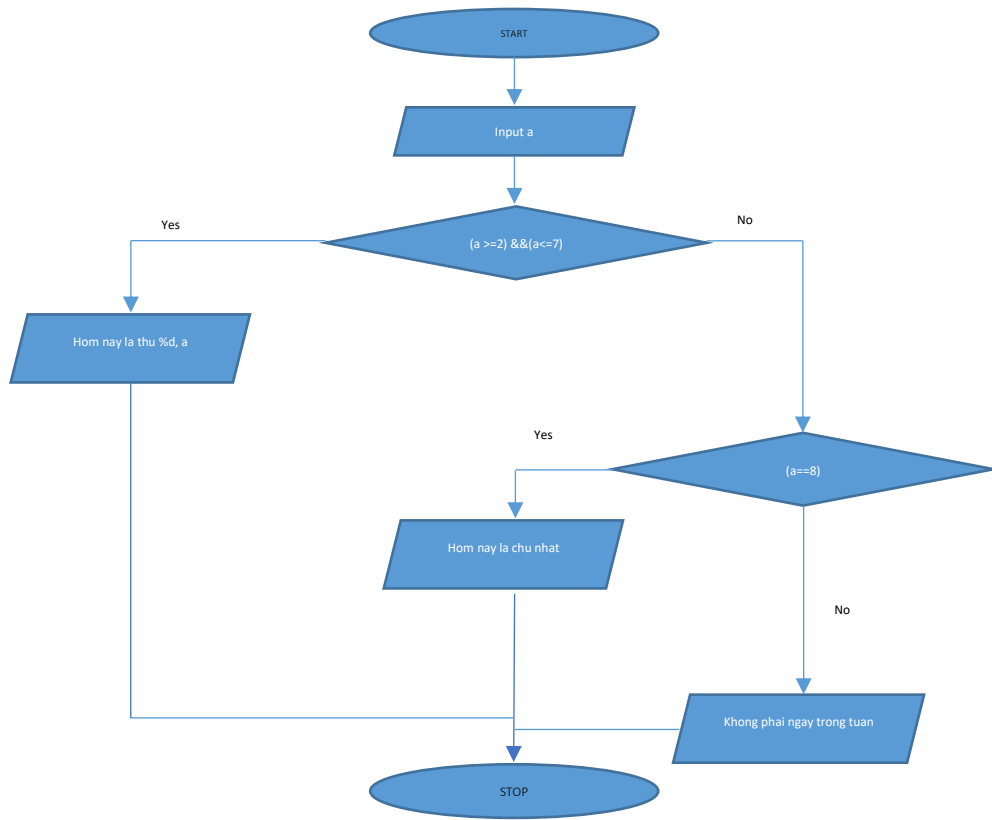 START
Input a
Yes
No
(a >=2) &&(a<=7)
Hom nay la thu %d, a
Yes
(a==8)
Hom nay la chu nhat
No
Khong phai ngay trong tuan
STOP